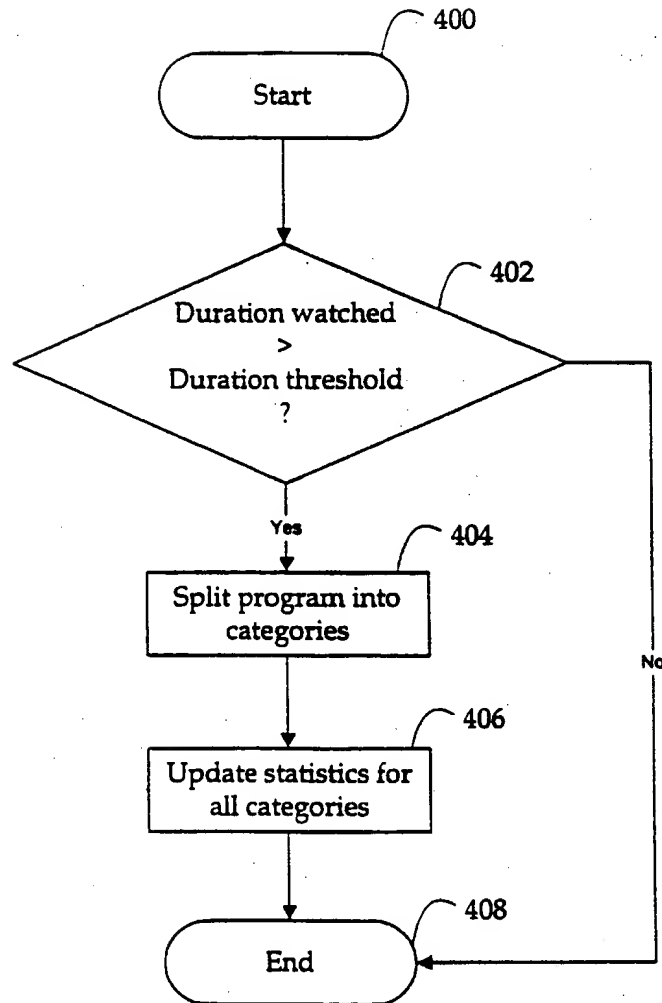 400
Start
402
Duration watched
>
Duration threshold
?
Yes
404
Split program into
categories
No
406
Update statistics for
all categories
408
End